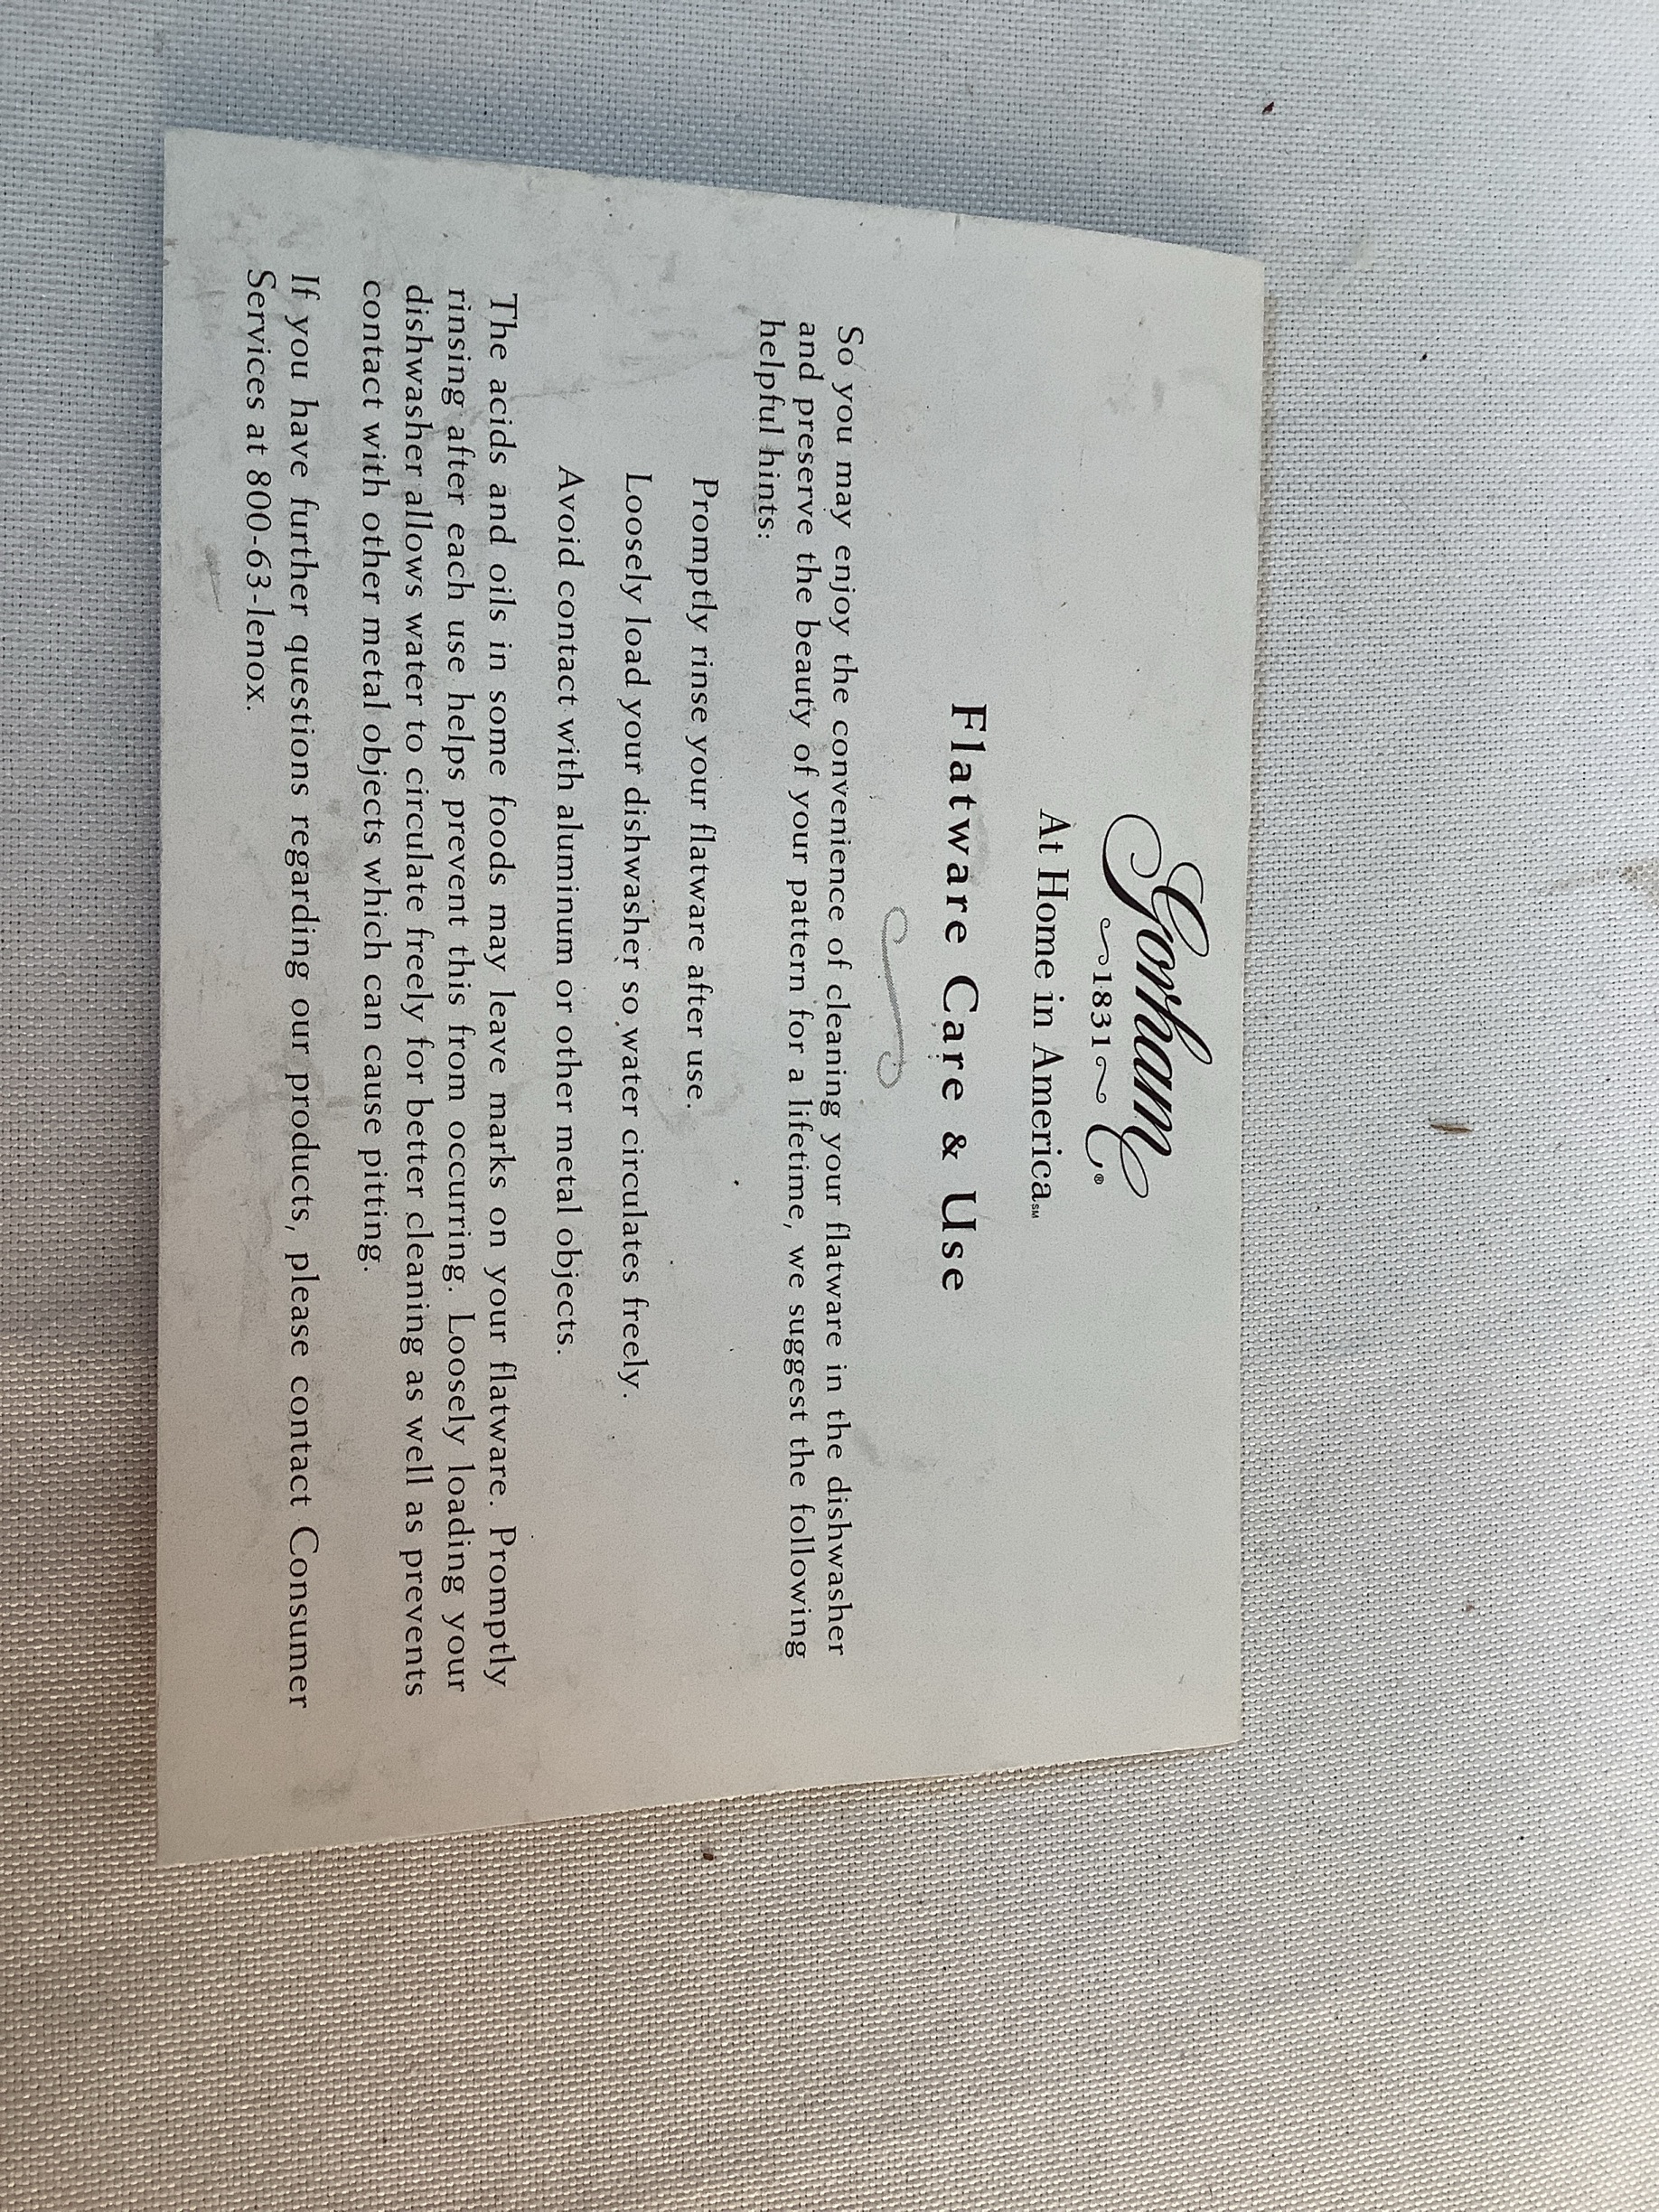 Gorham®
1831
At Home in America℠
Flatware Care & Use
So you may enjoy the convenience of cleaning your flatware in the dishwasher
and preserve the beauty of your pattern for a lifetime, we suggest the following
helpful hints:
Promptly rinse your flatware after use.
Loosely load your dishwasher so water circulates freely.
Avoid contact with aluminum or other metal objects.
The acids and oils in some foods may leave marks on your flatware. Promptly
rinsing after each use helps prevent this from occurring. Loosely loading your
dishwasher allows water to circulate freely for better cleaning as well as prevents
contact with other metal objects which can cause pitting.
If you have further questions regarding our products, please contact Consumer
Services at 800-63-lenox.